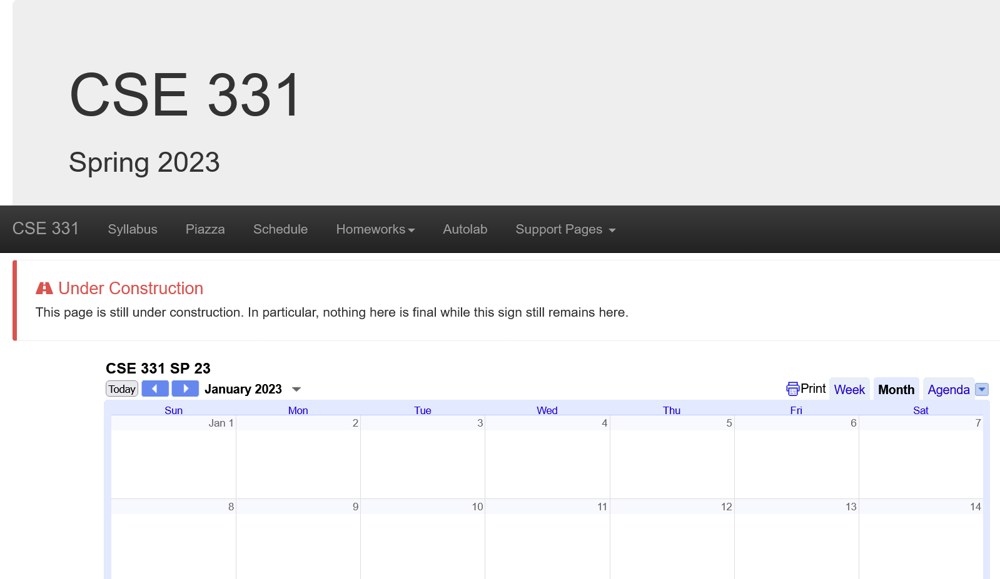 CSE 331
Spring 2023
CSE 331 Syllabus Piazza Schedule Homeworks Autolab Support Pages
Under Construction
This page is still under construction. In particular, nothing here is final while this sign still remains here.
CSE 331 SP 23
Today January 2023 Print Week Month Agenda
Sun Mon Tue Wed Thu Fri Sat
Jan 1 2 3 4 5 6 7
8 9 10 11 12 13 14